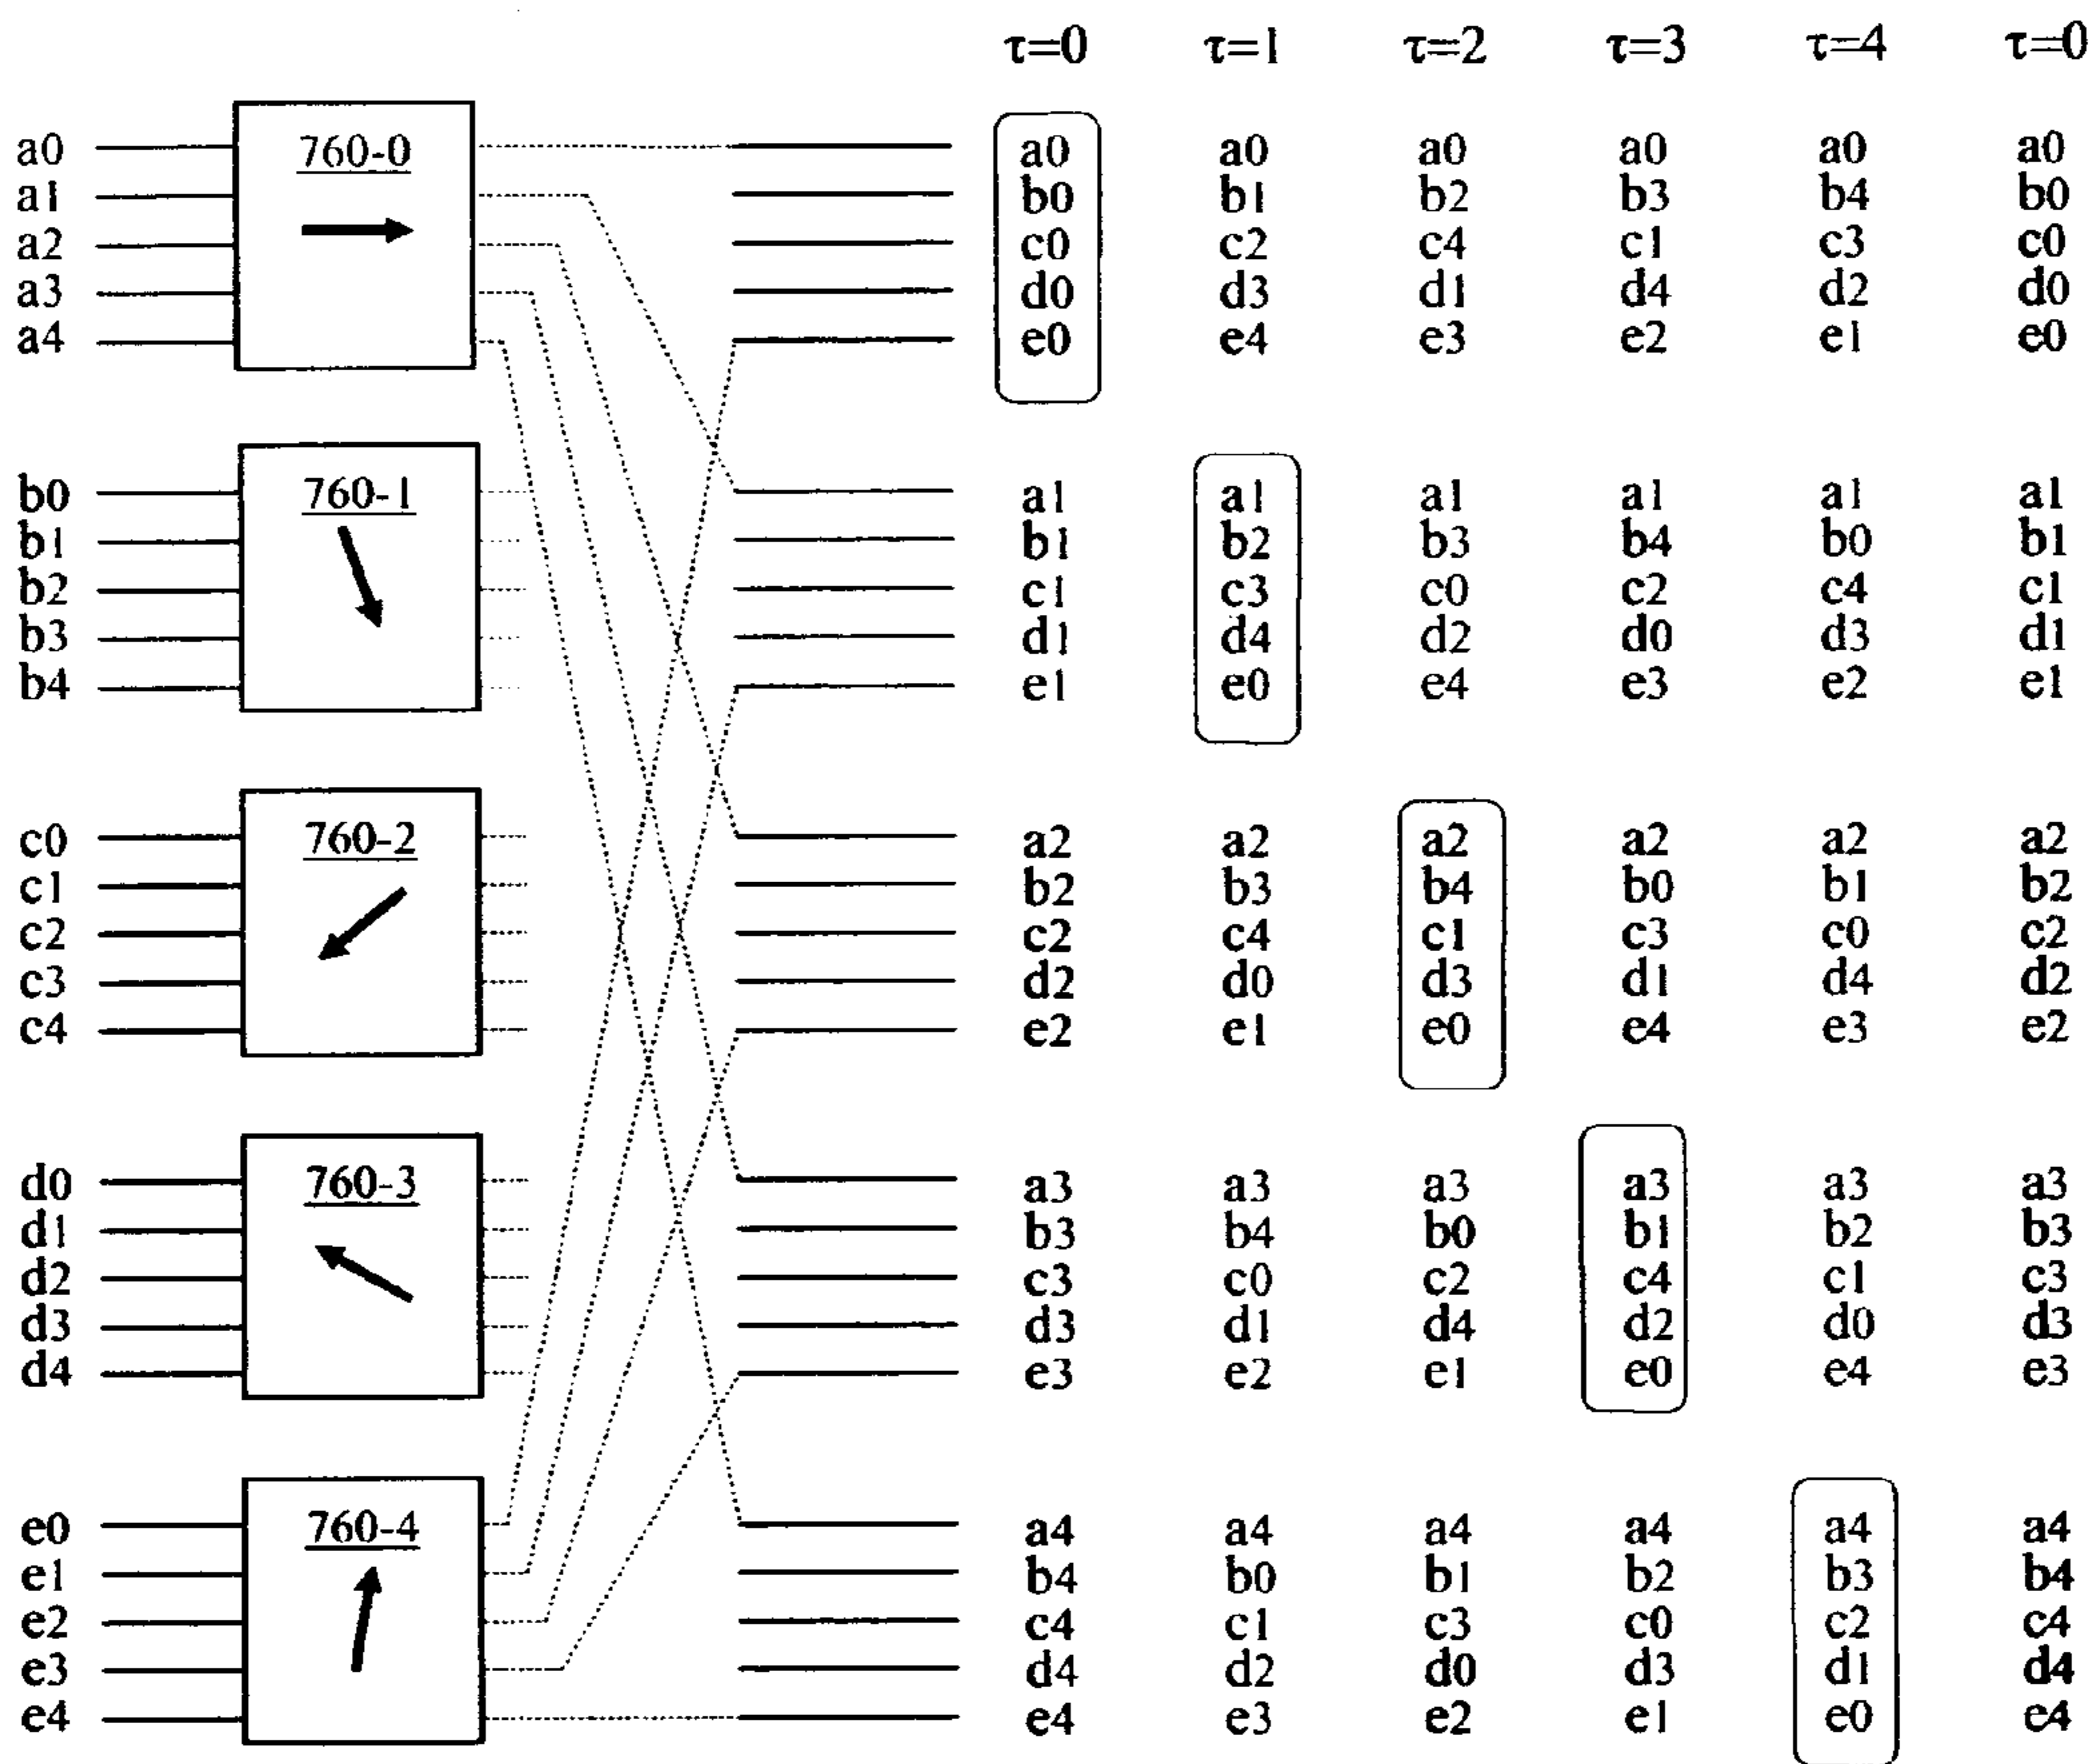 τ=0 τ=1 τ=2 τ=3 τ=4 τ=0
a0 760-0 a0 a0 a0 a0 a0 a0
a1 b0 b1 b2 b3 b4 b0
a2 c0 c2 c4 c1 c3 c0
a3 d0 d3 d1 d4 d2 d0
a4 e0 e4 e3 e2 e1 e0
b0 760-1 a1 a1 a1 a1 a1 a1
b1 b1 b2 b3 b4 b0 b1
b2 c1 c3 c0 c2 c4 c1
b3 d1 d4 d2 d0 d3 d1
b4 e1 e0 e4 e3 e2 e1
c0 760-2 a2 a2 a2 a2 a2 a2
c1 b2 b3 b4 b0 b1 b2
c2 c2 c4 c1 c3 c0 c2
c3 d2 d0 d3 d1 d4 d2
c4 e2 e1 e0 e4 e3 e2
d0 760-3 a3 a3 a3 a3 a3 a3
d1 b3 b4 b0 b1 b2 b3
d2 c3 c0 c2 c4 c1 c3
d3 d3 d1 d4 d2 d0 d3
d4 e3 e2 e1 e0 e4 e3
e0 760-4 a4 a4 a4 a4 a4 a4
e1 b4 b0 b1 b2 b3 b4
e2 c4 c1 c3 c0 c2 c4
e3 d4 d2 d0 d3 d1 d4
e4 e4 e3 e2 e1 e0 e4